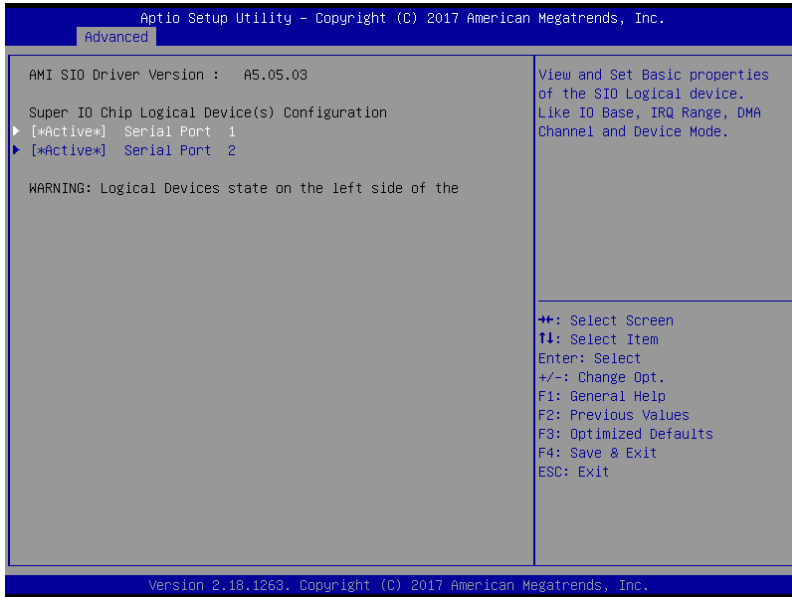 Aptio Setup Utility – Copyright (C) 2017 American Megatrends, Inc.
Advanced
AMI SIO Driver Version : A5.05.03
Super IO Chip Logical Device(s) Configuration
[*Active*] Serial Port 1
[*Active*] Serial Port 2
WARNING: Logical Devices state on the left side of the
View and Set Basic properties
of the SIO Logical device.
Like IO Base, IRQ Range, DMA
Channel and Device Mode.
→←: Select Screen
↑↓: Select Item
Enter: Select
+/-: Change Opt.
F1: General Help
F2: Previous Values
F3: Optimized Defaults
F4: Save & Exit
ESC: Exit
Version 2.18.1263. Copyright (C) 2017 American Megatrends, Inc.